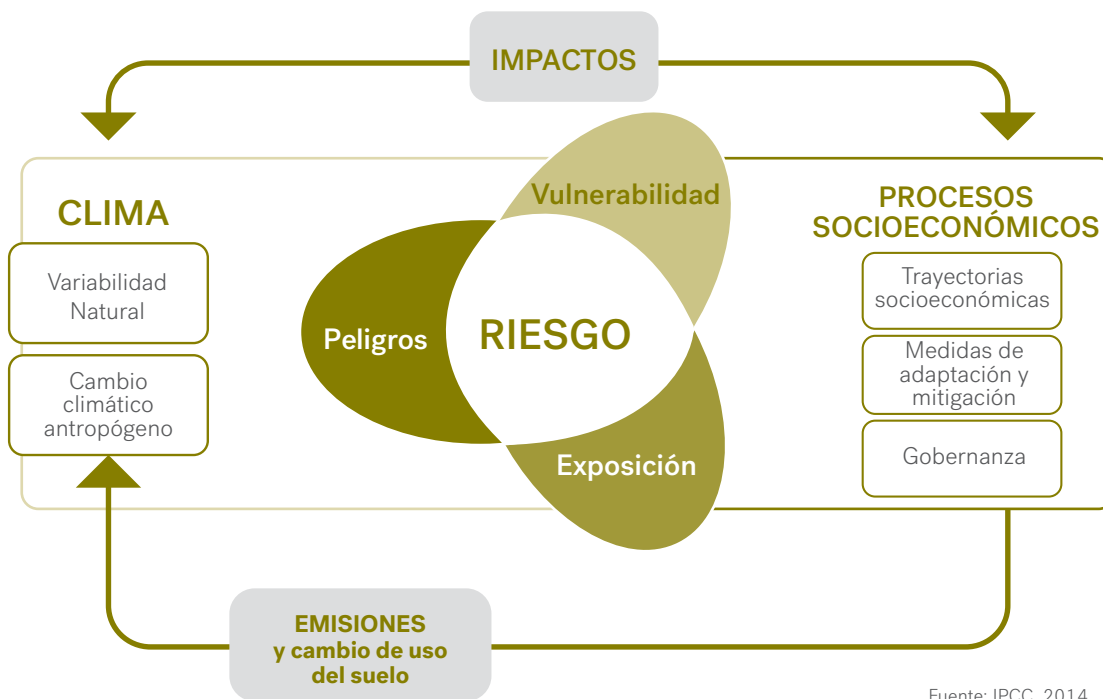 IMPACTOS
CLIMA
Variabilidad
Natural
Cambio
climático
antropógeno
Vulnerabilidad
Peligros
RIESGO
Exposición
PROCESOS
SOCIOECONÓMICOS
Trayectorias
socioeconómicas
Medidas de
adaptación y
mitigación
Gobernanza
EMISIONES
y cambio de uso
del suelo
Fuente: IPCC, 2014